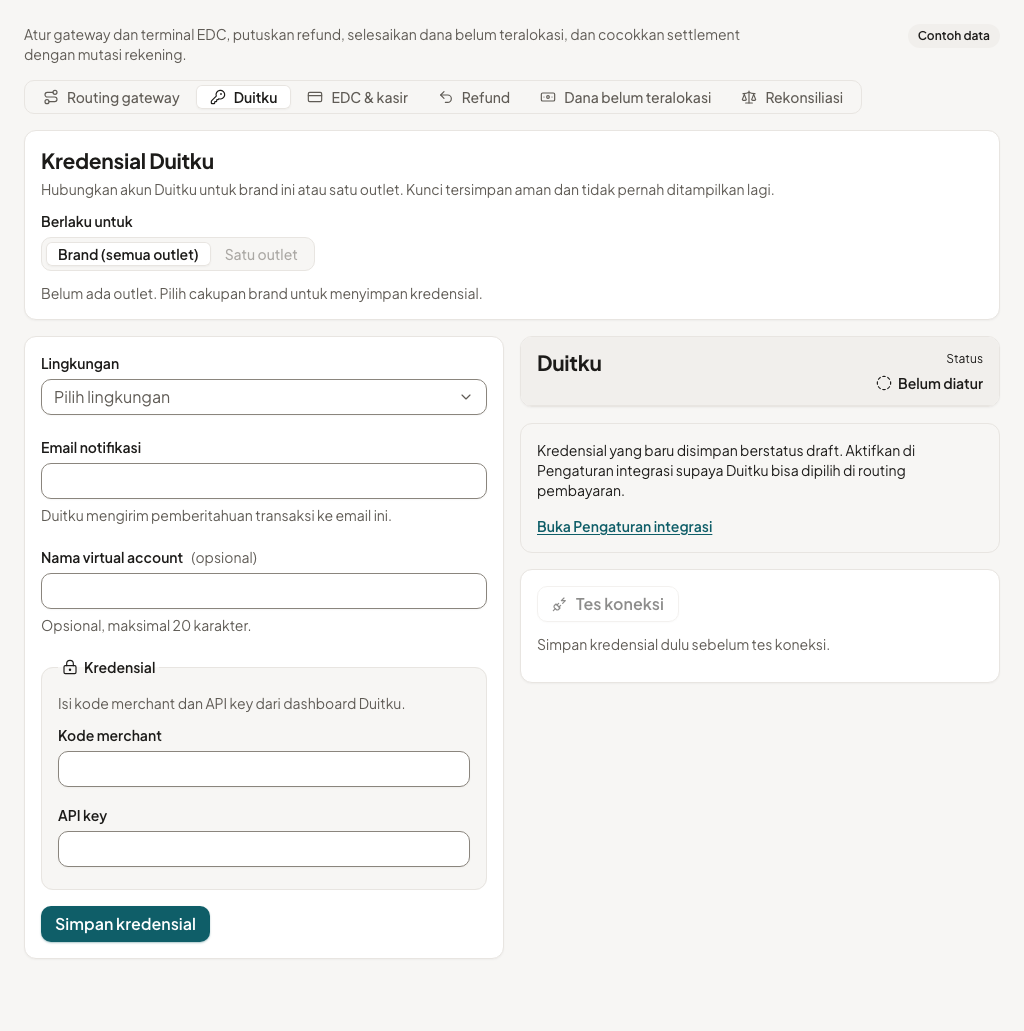 Atur gateway dan terminal EDC, putuskan refund, selesaikan dana belum teralokasi, dan cocokkan settlement
dengan mutasi rekening.
Contoh data
Routing gateway
Duitku
EDC & kasir
Refund
Dana belum teralokasi
Rekonsiliasi
Kredensial Duitku
Hubungkan akun Duitku untuk brand ini atau satu outlet. Kunci tersimpan aman dan tidak pernah ditampilkan lagi.
Berlaku untuk
Brand (semua outlet)
Satu outlet
Belum ada outlet. Pilih cakupan brand untuk menyimpan kredensial.
Lingkungan
Pilih lingkungan
Email notifikasi
Duitku mengirim pemberitahuan transaksi ke email ini.
Nama virtual account (opsional)
Opsional, maksimal 20 karakter.
Kredensial
Isi kode merchant dan API key dari dashboard Duitku.
Kode merchant
API key
Simpan kredensial
Duitku
Status
Belum diatur
Kredensial yang baru disimpan berstatus draft. Aktifkan di
Pengaturan integrasi supaya Duitku bisa dipilih di routing
pembayaran.
Buka Pengaturan integrasi
Tes koneksi
Simpan kredensial dulu sebelum tes koneksi.